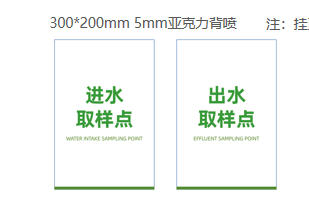 300*200mm 5mm亚克力背喷
注：挂
进水
取样点
WATER INTAKE SAMPLING POINT
出水
取样点
EFFLUENT SAMPLING POINT